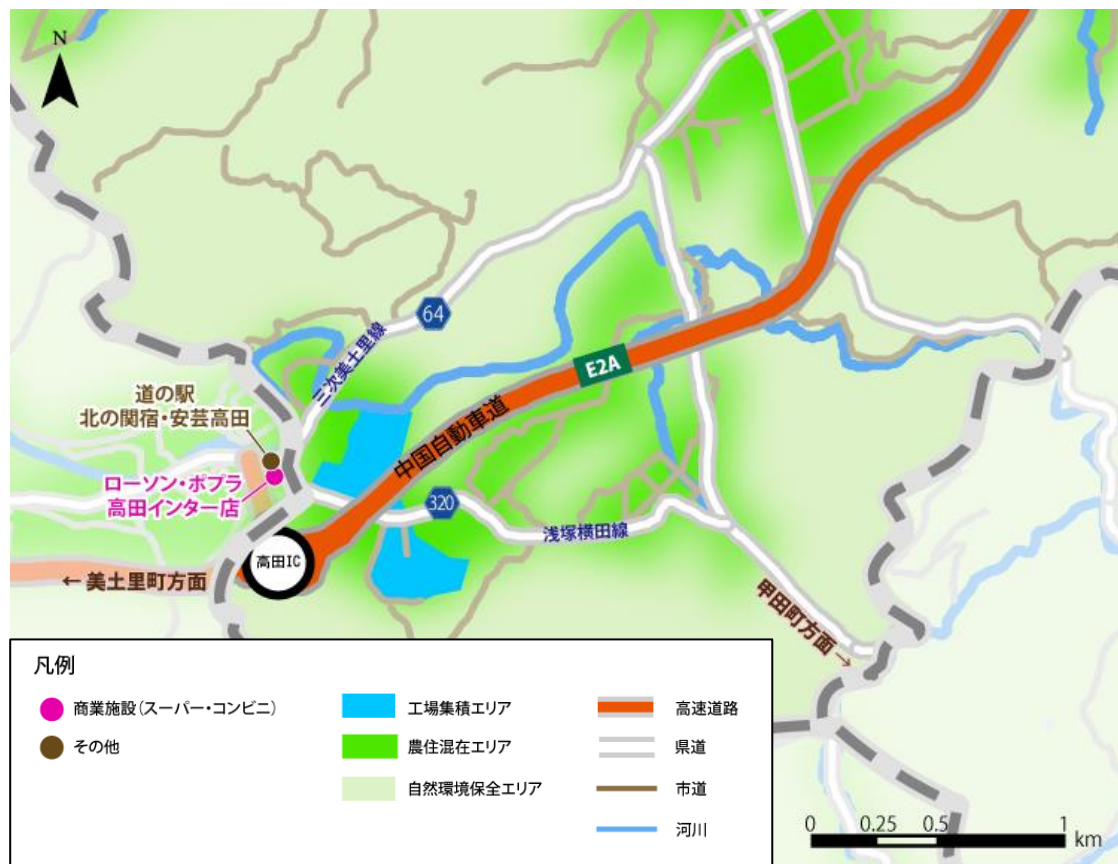 N
64
三次美土里線
E2A
道の駅
北の関宿・安芸高田
中国自動車道
ローソン・ポプラ
高田インター店
320
浅塚横田線
高田IC
← 美土里町方面
甲田町方面 →
凡例
商業施設(スーパー・コンビニ)
その他
工場集積エリア
農住混在エリア
自然環境保全エリア
高速道路
県道
市道
河川
0 0.25 0.5 1
km